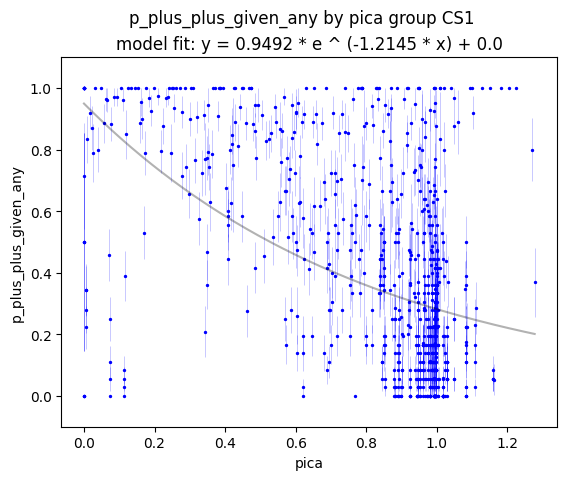 p_plus_plus_given_any by pica group CS1
model fit: y = 0.9492 * e ^ (-1.2145 * x) + 0.0
p_plus_plus_given_any
1.0
0.8
0.6
0.4
0.2
0.0
0.0 0.2 0.4 0.6 0.8 1.0 1.2
pica